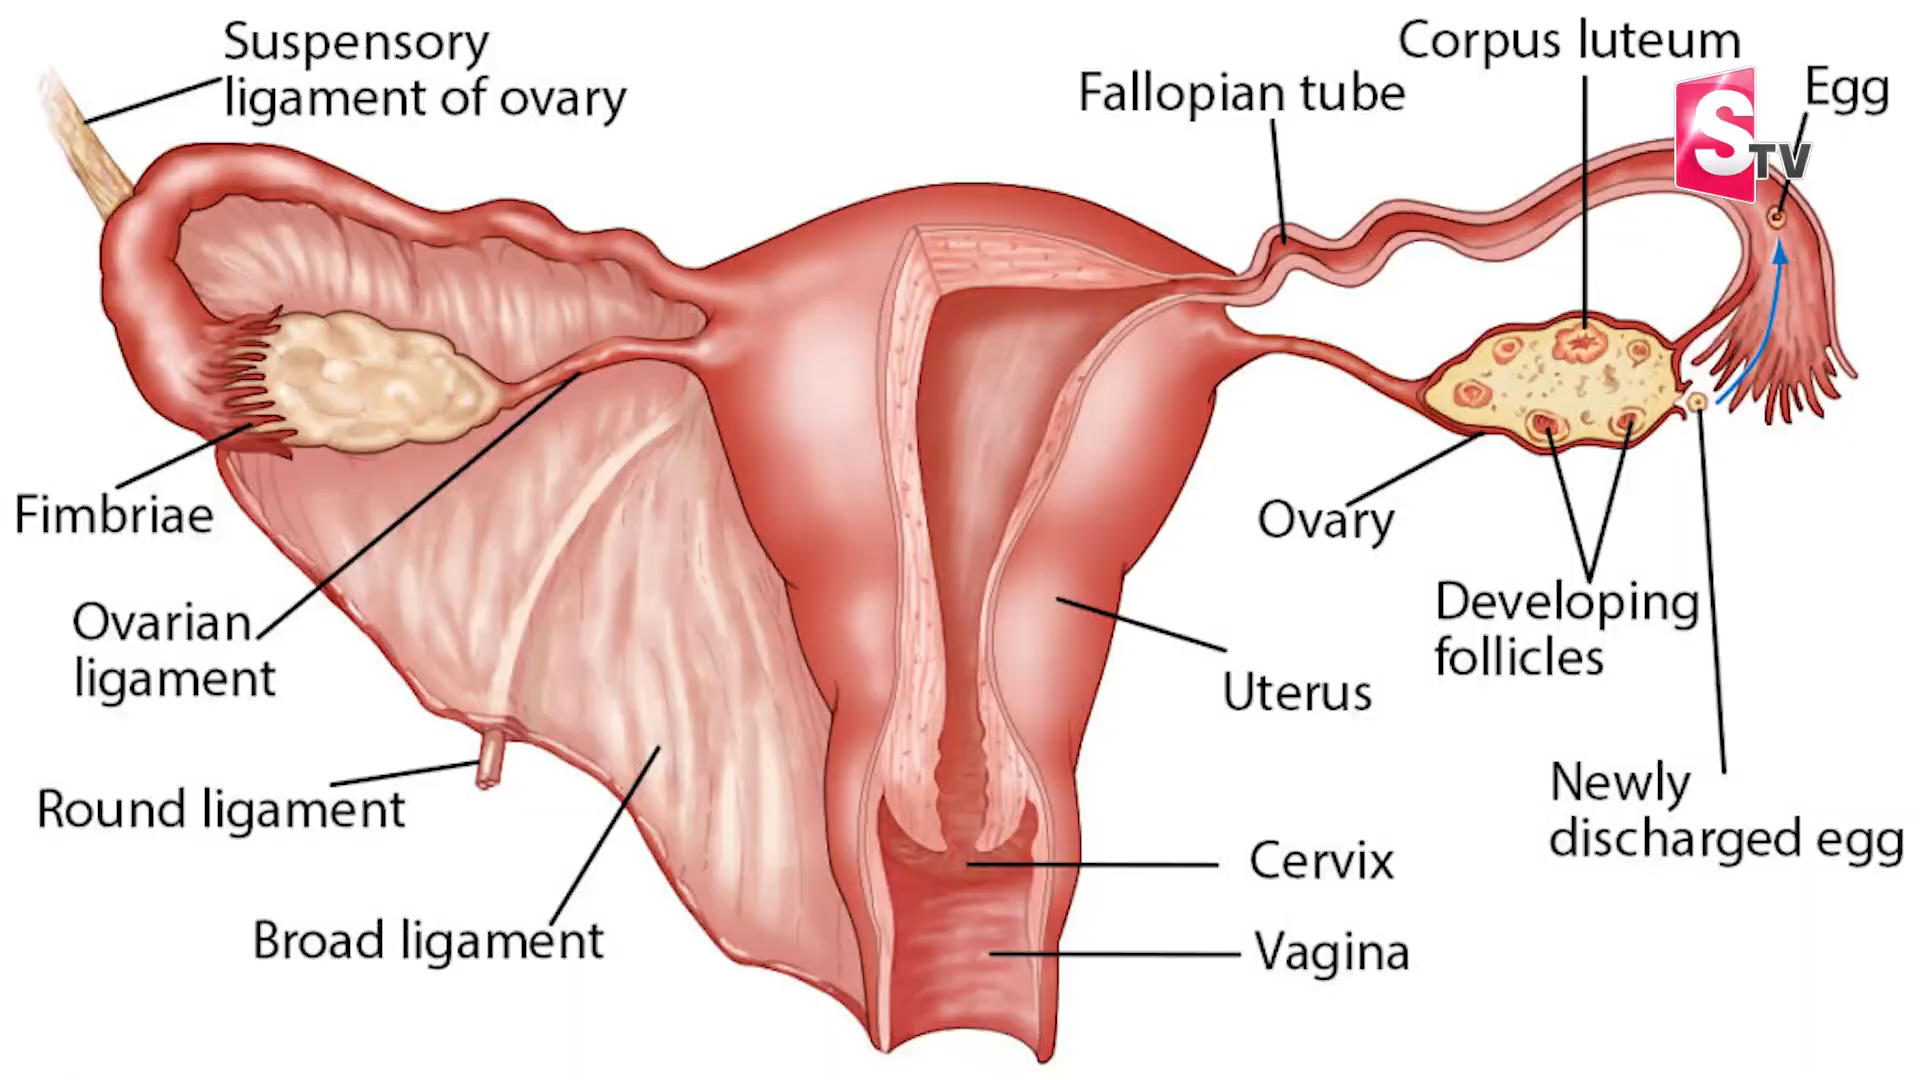 Suspensory
ligament of ovary
Corpus luteum
Fallopian tube
Egg
STV
Fimbriae
Ovary
Ovarian
ligament
Developing
follicles
Uterus
Round ligament
Newly
discharged egg
Cervix
Broad ligament
Vagina